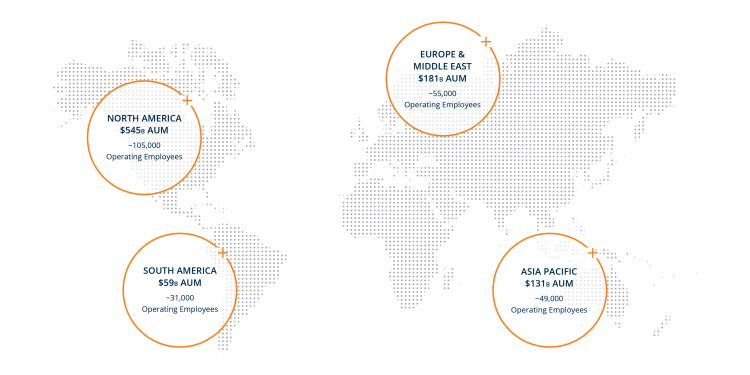 NORTH AMERICA
$545B AUM
~105,000
Operating Employees
EUROPE &
MIDDLE EAST
$181B AUM
~55,000
Operating Employees
SOUTH AMERICA
$59B AUM
~31,000
Operating Employees
ASIA PACIFIC
$131B AUM
~49,000
Operating Employees